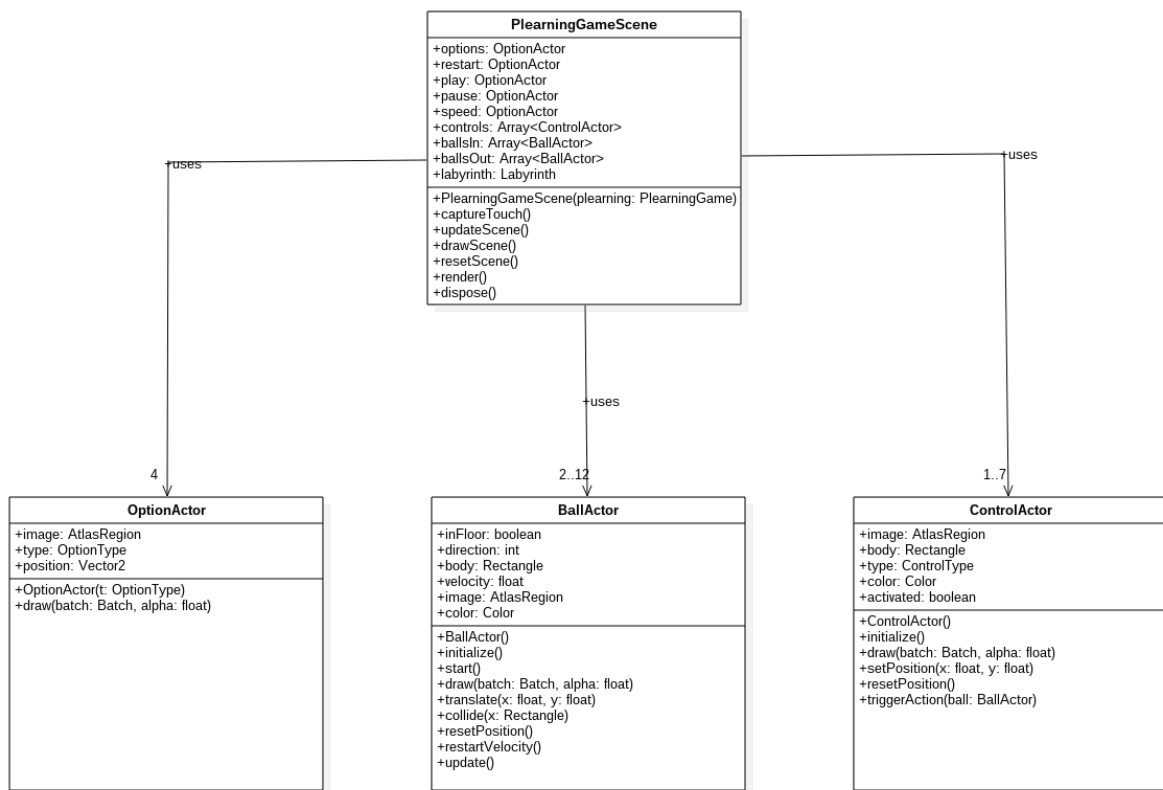 PlearningGameScene
+options: OptionActor
+restart: OptionActor
+play: OptionActor
+pause: OptionActor
+speed: OptionActor
+controls: Array<ControlActor>
+ballsIn: Array<BallActor>
+ballsOut: Array<BallActor>
+labyrinth: Labyrinth
+PlearningGameScene(plearning: PlearningGame)
+captureTouch()
+updateScene()
+drawScene()
+resetScene()
+render()
+dispose()
+uses
+uses
+uses
4
2..12
1..7
OptionActor
+image: AtlasRegion
+type: OptionType
+position: Vector2
+OptionActor(t: OptionType)
+draw(batch: Batch, alpha: float)
BallActor
+inFloor: boolean
+direction: int
+body: Rectangle
+velocity: float
+image: AtlasRegion
+color: Color
+BallActor()
+initialize()
+start()
+draw(batch: Batch, alpha: float)
+translate(x: float, y: float)
+collide(x: Rectangle)
+resetPosition()
+restartVelocity()
+update()
ControlActor
+image: AtlasRegion
+body: Rectangle
+type: ControlType
+color: Color
+activated: boolean
+ControlActor()
+initialize()
+draw(batch: Batch, alpha: float)
+setPosition(x: float, y: float)
+resetPosition()
+triggerAction(ball: BallActor)